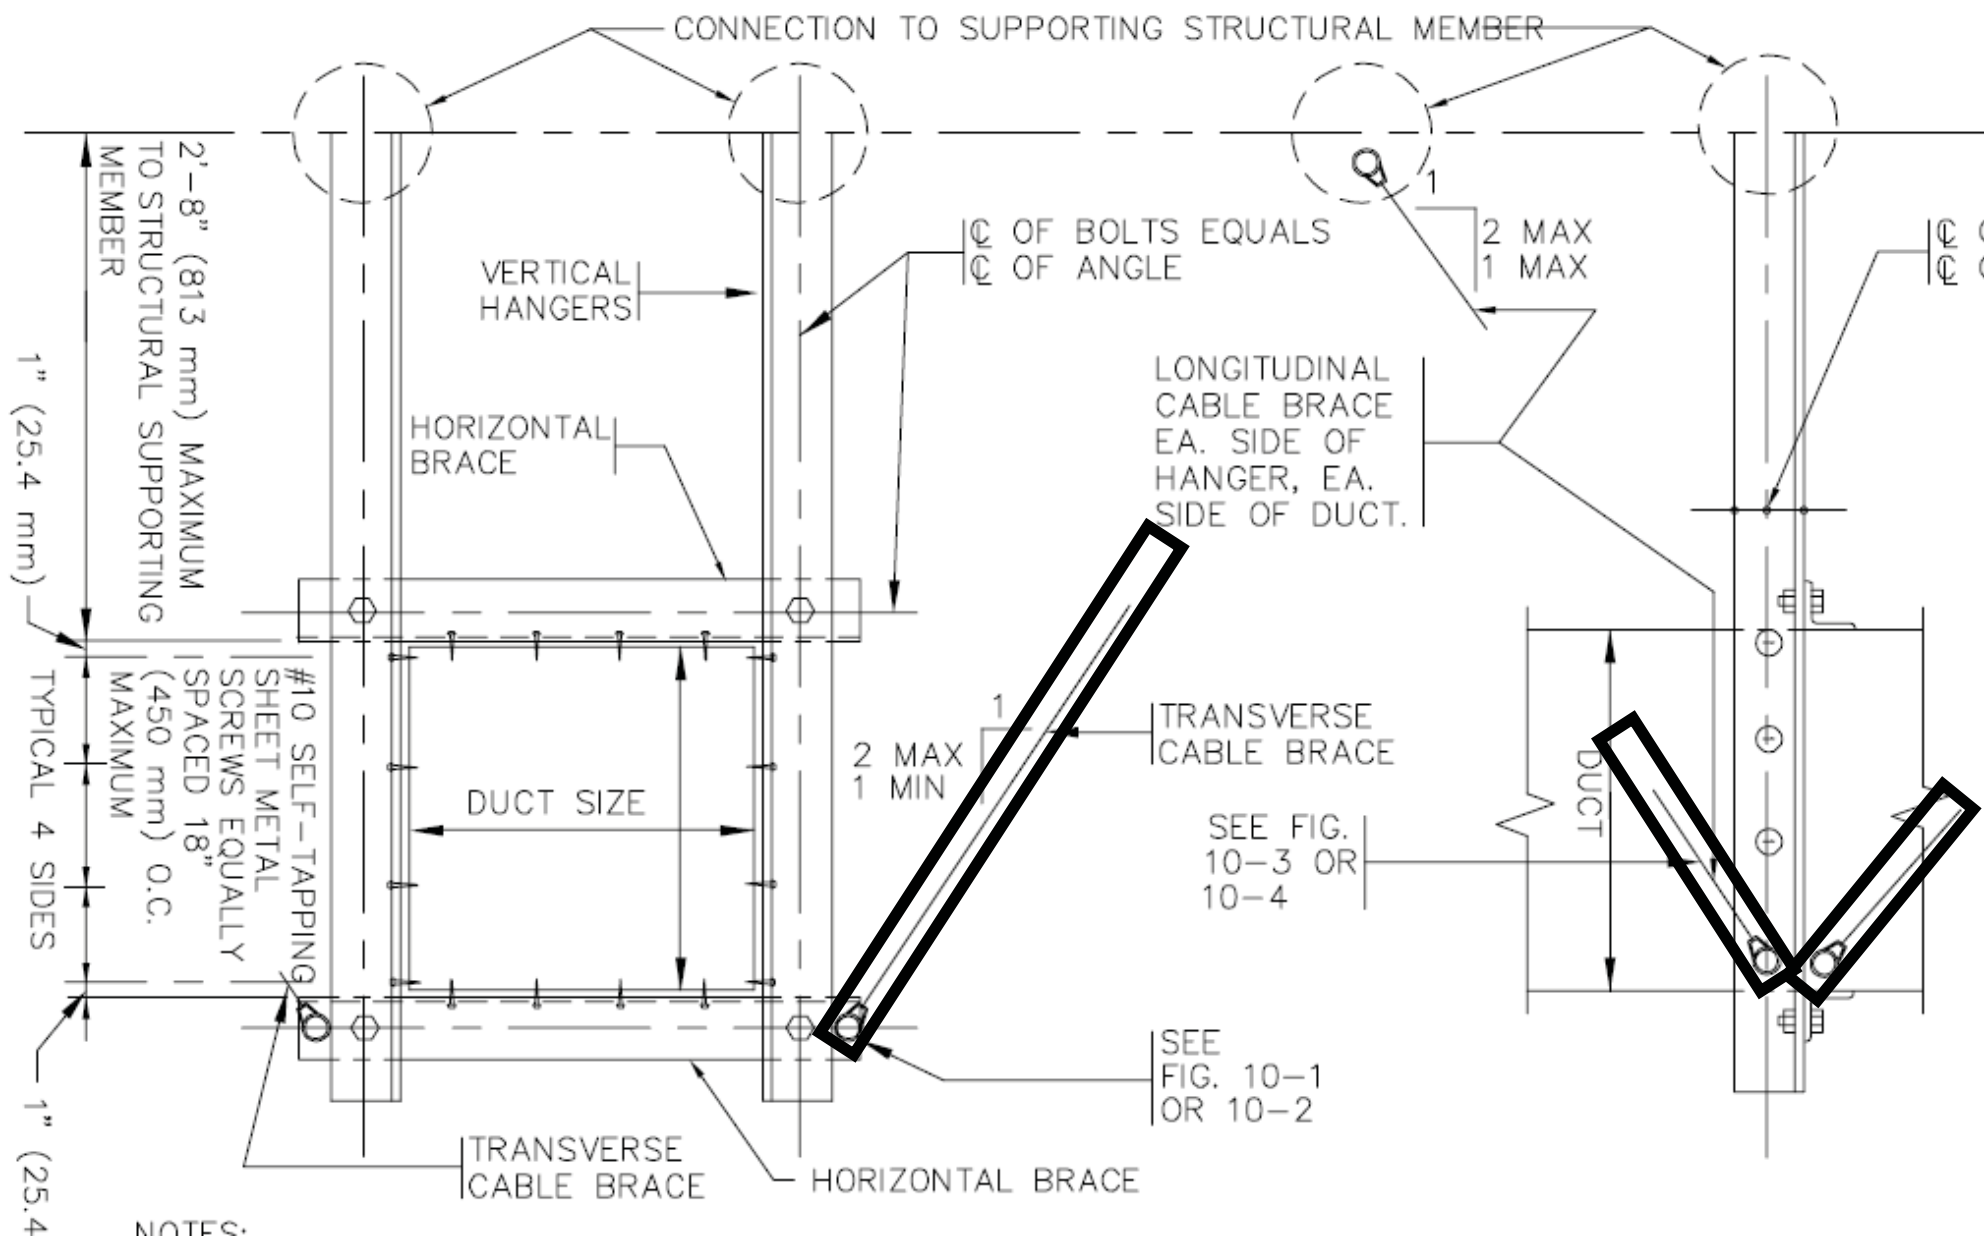 CONNECTION TO SUPPORTING STRUCTURAL MEMBER
2'-8" (813 mm) MAXIMUM
TO STRUCTURAL SUPPORTING
MEMBER
1" (25.4 mm)
VERTICAL
HANGERS
℄ OF BOLTS EQUALS
℄ OF ANGLE
1
2 MAX
1 MAX
℄
℄
HORIZONTAL
BRACE
LONGITUDINAL
CABLE BRACE
EA. SIDE OF
HANGER, EA.
SIDE OF DUCT.
#10 SELF-TAPPING
SHEET METAL
SCREWS EQUALLY
SPACED 18"
(450 mm) O.C.
MAXIMUM
TYPICAL 4 SIDES
DUCT SIZE
1
2 MAX
1 MIN
TRANSVERSE
CABLE BRACE
SEE FIG.
10-3 OR
10-4
DUCT
SEE
FIG. 10-1
OR 10-2
1" (25.4
TRANSVERSE
CABLE BRACE
HORIZONTAL BRACE
NOTES: